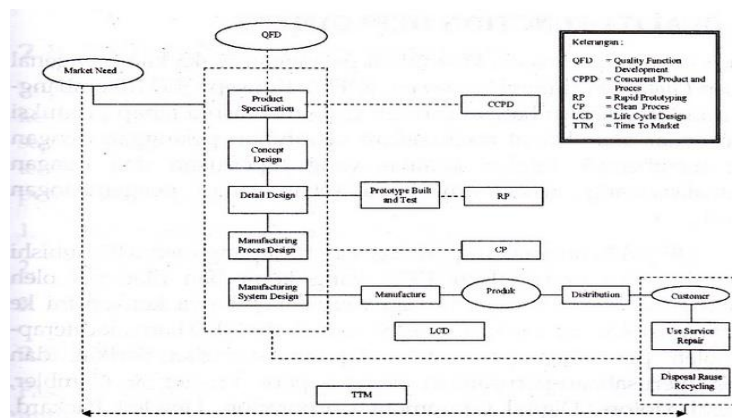 QFD
Market Need
Product
Specification
CCPD
Concept
Design
Detail Design
Prototype Built
and Test
RP
Manufacturing
Proces Design
CP
Manufacturing
System Design
Manufacture
Produk
Distribution
Customer
LCD
Use Service
Repair
Disposal Rause
Recycling
TTM
Keterangan :
QFD = Quality Function
Development
CPPD = Concurrent Product and
Proces
RP = Rapid Prototyping
CP = Clean Proces
LCD = Life Cycle Design
TTM = Time To Market